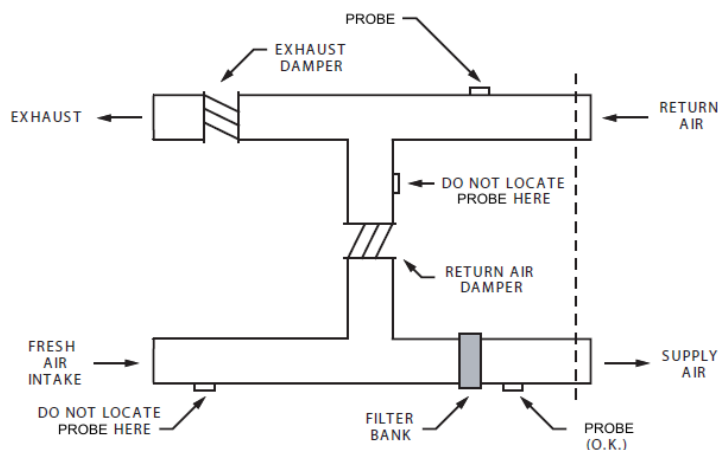 PROBE
EXHAUST
DAMPER
EXHAUST
RETURN
AIR
DO NOT LOCATE
PROBE HERE
RETURN AIR
DAMPER
FRESH
AIR
INTAKE
SUPPLY
AIR
DO NOT LOCATE
PROBE HERE
FILTER
BANK
PROBE
(O.K.)